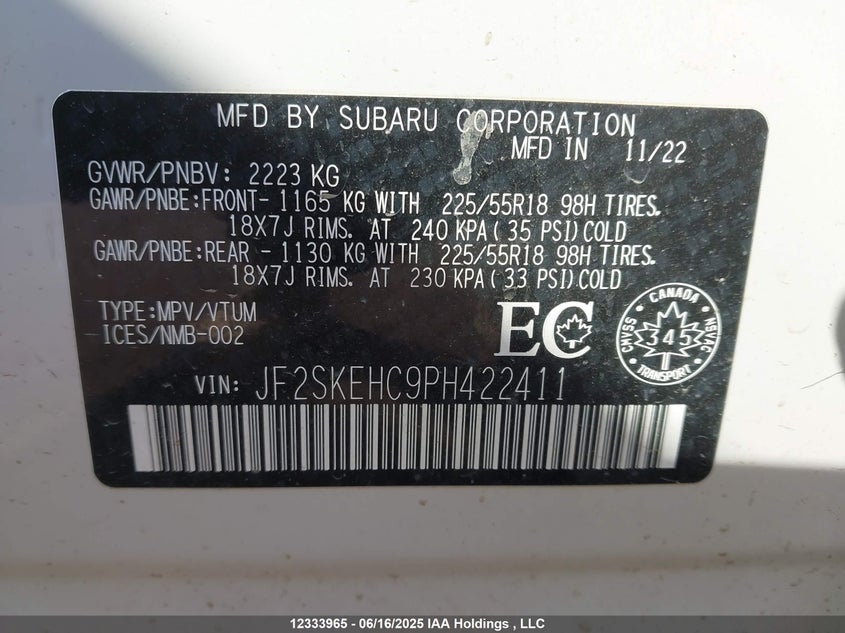 MFD BY SUBARU CORPORATION
MFD IN 11/22
GVWR/PNBV: 2223 KG
GAWR/PNBE:FRONT- 1165 KG WITH 225/55R18 98H TIRES.
18X7J RIMS. AT 240 KPA( 35 PSI)COLD
GAWR/PNBE:REAR - 1130 KG WITH 225/55R18 98H TIRES.
18X7J RIMS. AT 230 KPA( 33 PSI)COLD
TYPE:MPV/VTUM
ICES/NMB-002
EC
CANADA
CMVSS 345 NSVAC
TRANSPORT
VIN: JF2SKEHC9PH422411
12333965 - 06/16/2025 IAA Holdings , LLC